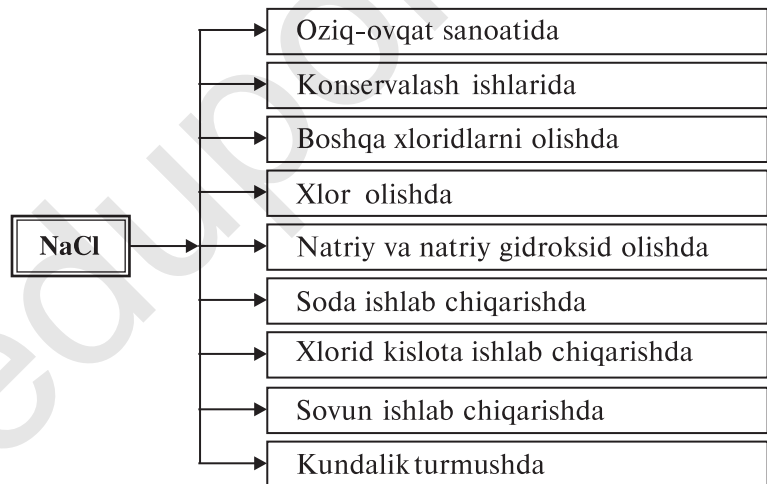 Oziq-ovqat sanoatida
Konservalash ishlarida
Boshqa xloridlarni olishda
Xlor olishda
NaCl
Natriy va natriy gidroksid olishda
Soda ishlab chiqarishda
Xlorid kislota ishlab chiqarishda
Sovun ishlab chiqarishda
Kundalik turmushda